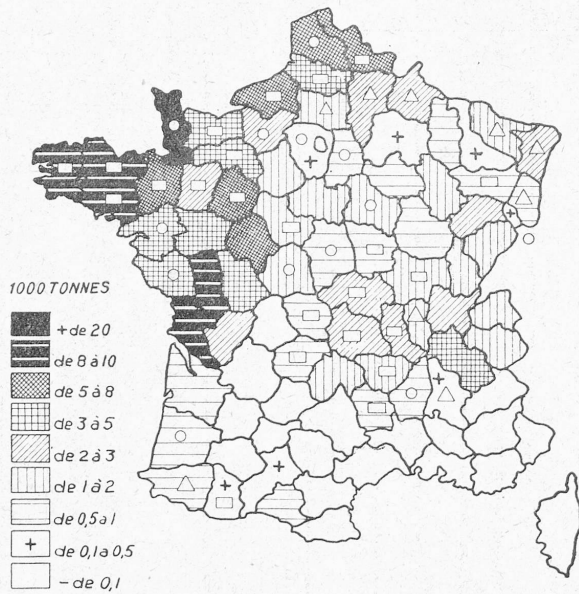 1000 TONNES
+ de 20
de 8 à 10
de 5 à 8
de 3 à 5
de 2 à 3
de 1 à 2
de 0,5 à 1
de 0,1 à 0,5
- de 0,1